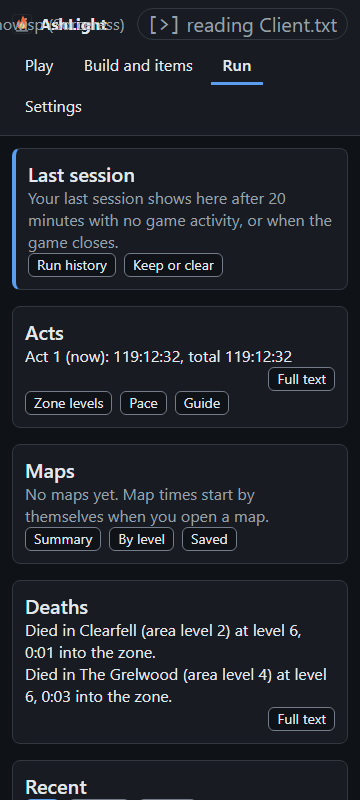 AshLight
[>] reading Client.txt
Play
Build and items
Run
Settings
Last session
Your last session shows here after 20
minutes with no game activity, or when the
game closes.
Run history
Keep or clear
Acts
Act 1 (now): 119:12:32, total 119:12:32
Full text
Zone levels
Pace
Guide
Maps
No maps yet. Map times start by
themselves when you open a map.
Summary
By level
Saved
Deaths
Died in Clearfell (area level 2) at level 6,
0:01 into the zone.
Died in The Grelwood (area level 4) at level
6, 0:03 into the zone.
Full text
Recent